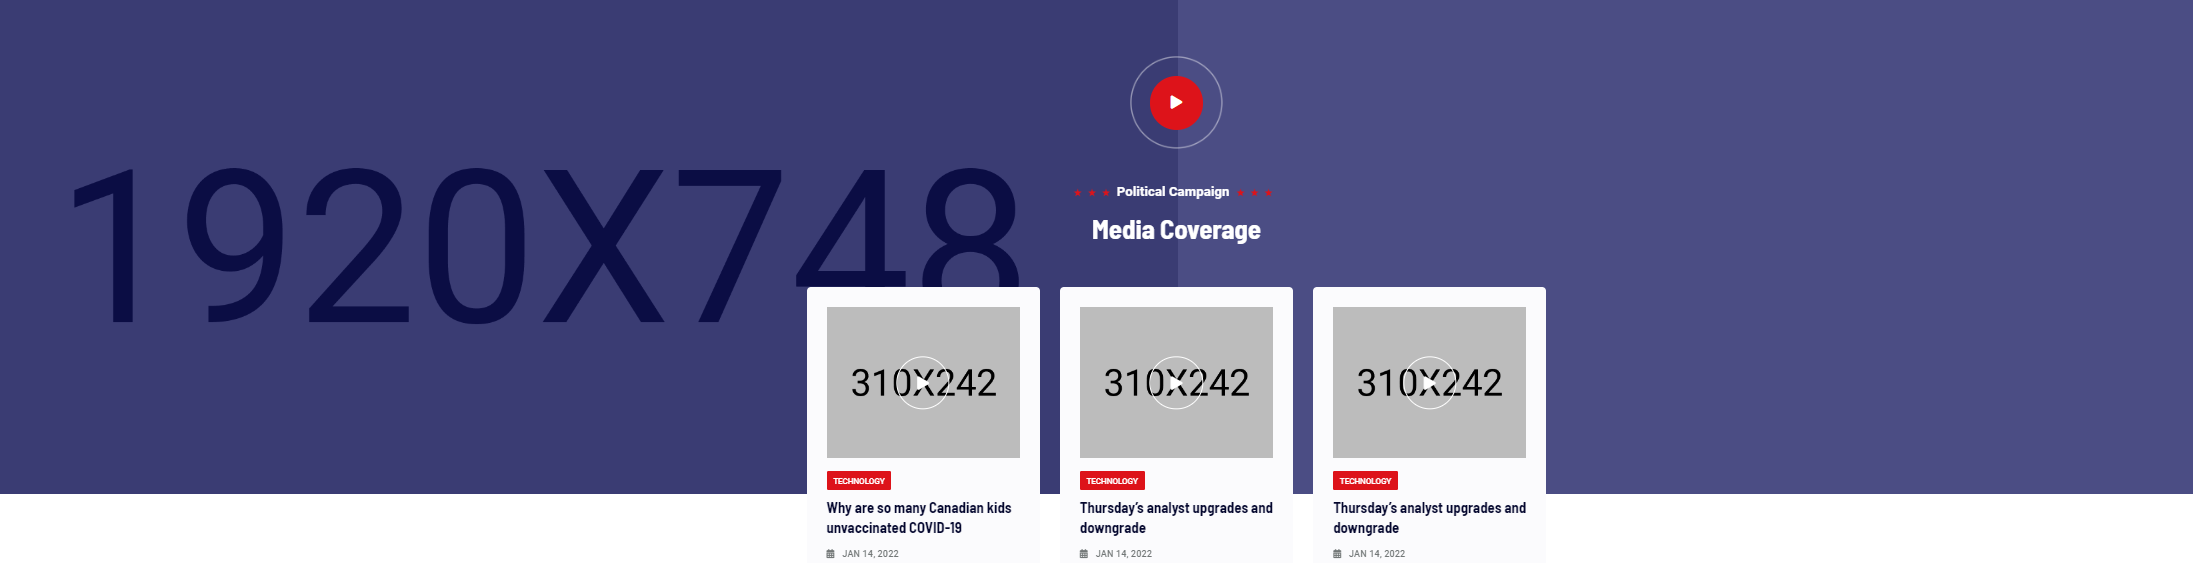 1920X748
Political Campaign
Media Coverage
310X242
TECHNOLOGY
Why are so many Canadian kids
unvaccinated COVID-19
JAN 14, 2022
310X242
TECHNOLOGY
Thursday's analyst upgrades and
downgrade
JAN 14, 2022
310X242
TECHNOLOGY
Thursday's analyst upgrades and
downgrade
JAN 14, 2022